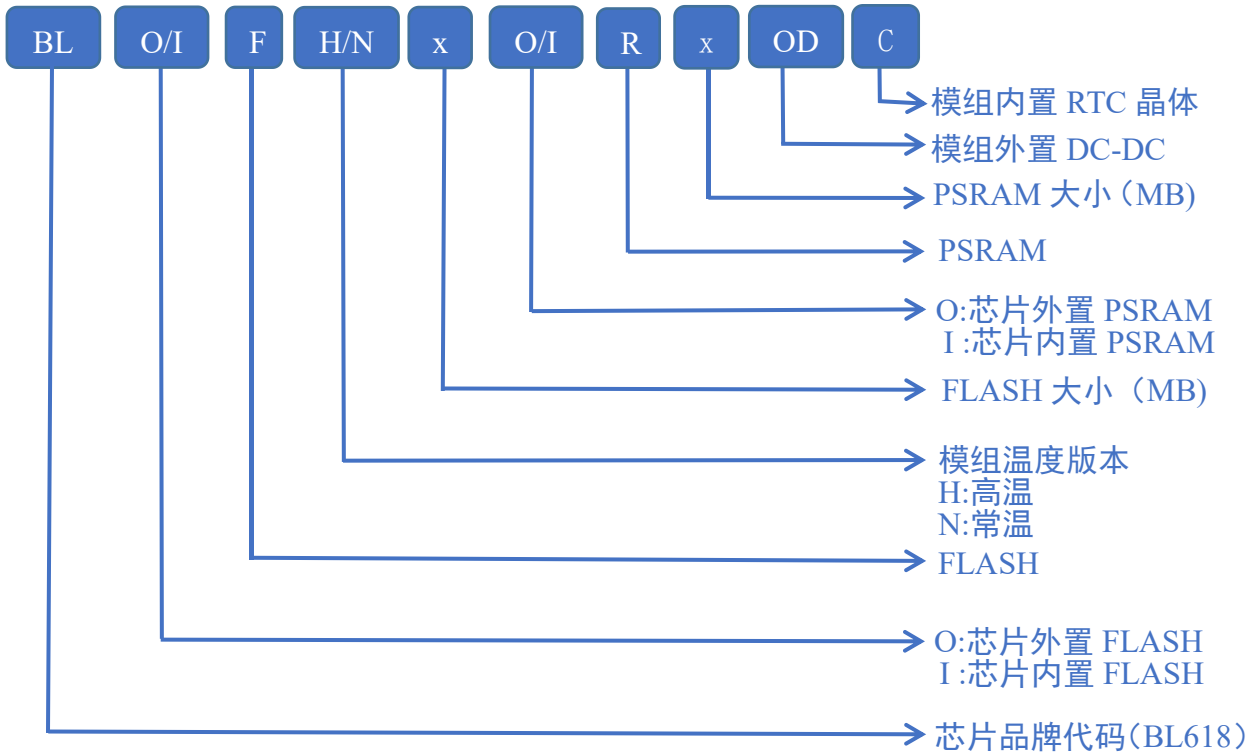 BL O/I F H/N x O/I R x OD C
模组内置 RTC 晶体
模组外置 DC-DC
PSRAM 大小（MB)
PSRAM
O:芯片外置 PSRAM
I :芯片内置 PSRAM
FLASH 大小（MB)
模组温度版本
H:高温
N:常温
FLASH
O:芯片外置 FLASH
I :芯片内置 FLASH
芯片品牌代码（BL618）